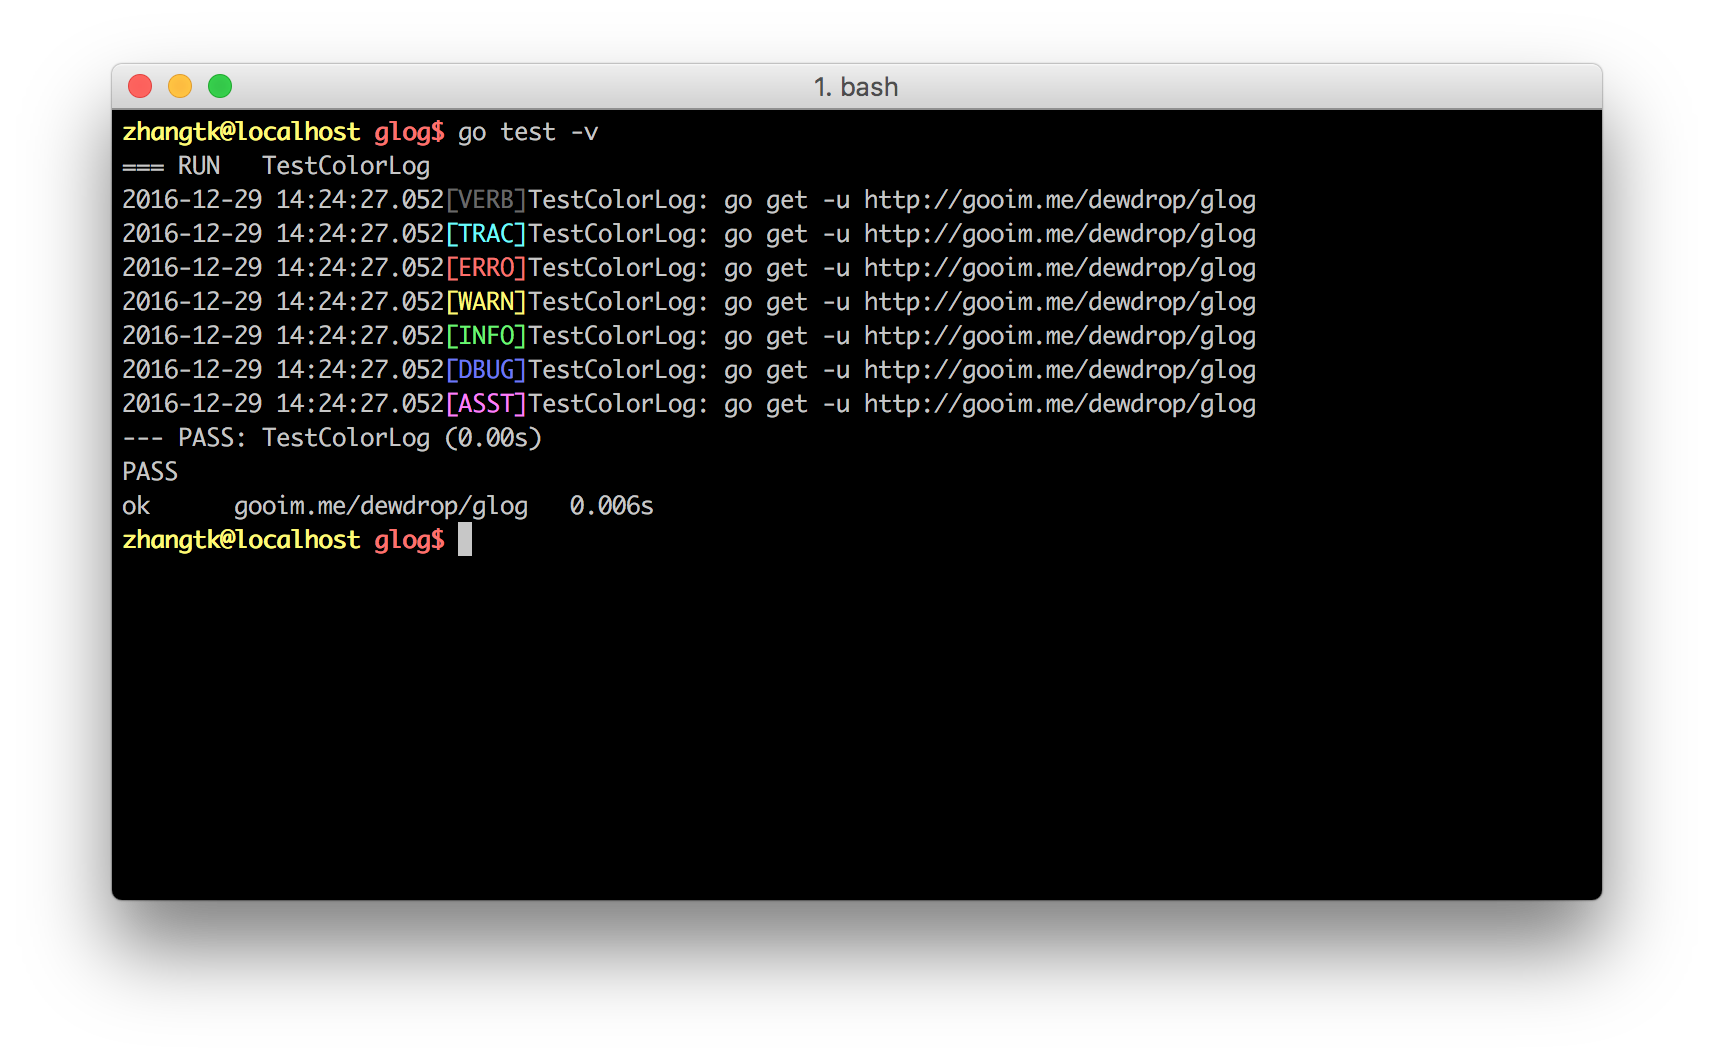 1. bash
zhangtk@localhost glog$ go test -v
=== RUN   TestColorLog
2016-12-29 14:24:27.052[VERB]TestColorLog: go get -u http://gooim.me/dewdrop/glog
2016-12-29 14:24:27.052[TRAC]TestColorLog: go get -u http://gooim.me/dewdrop/glog
2016-12-29 14:24:27.052[ERRO]TestColorLog: go get -u http://gooim.me/dewdrop/glog
2016-12-29 14:24:27.052[WARN]TestColorLog: go get -u http://gooim.me/dewdrop/glog
2016-12-29 14:24:27.052[INFO]TestColorLog: go get -u http://gooim.me/dewdrop/glog
2016-12-29 14:24:27.052[DBUG]TestColorLog: go get -u http://gooim.me/dewdrop/glog
2016-12-29 14:24:27.052[ASST]TestColorLog: go get -u http://gooim.me/dewdrop/glog
--- PASS: TestColorLog (0.00s)
PASS
ok      gooim.me/dewdrop/glog   0.006s
zhangtk@localhost glog$